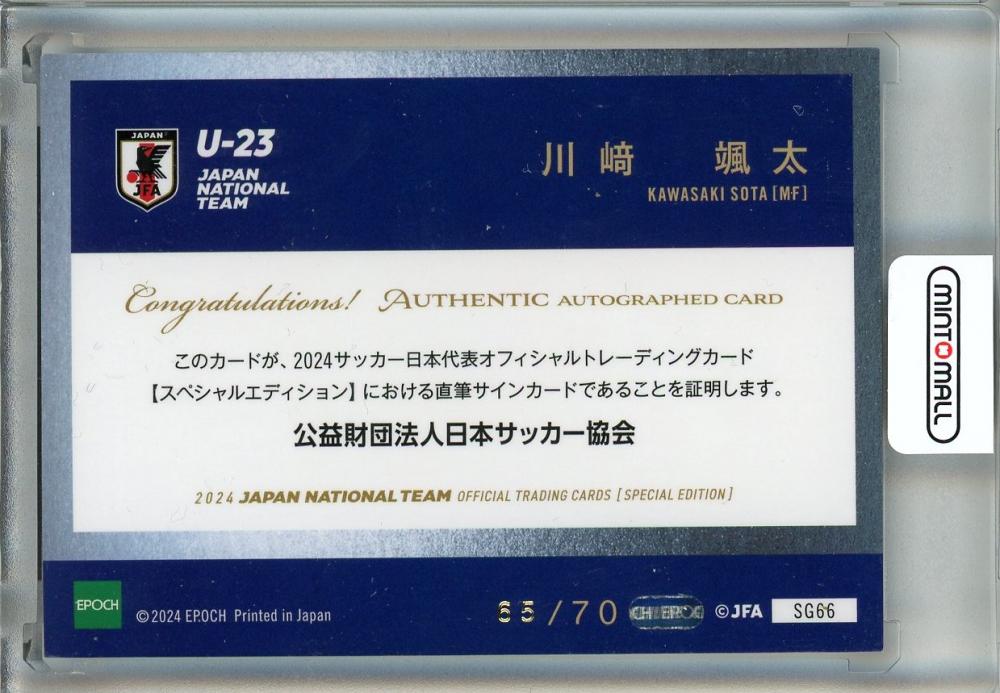 JAPAN
JFA
U-23
JAPAN
NATIONAL
TEAM
川﨑 颯太
KAWASAKI SOTA [MF]
Congratulations! AUTHENTIC AUTOGRAPHED CARD
このカードが、2024サッカー日本代表オフィシャルトレーディングカード
【スペシャルエディション】における直筆サインカードであることを証明します。
公益財団法人日本サッカー協会
2024 JAPAN NATIONAL TEAM OFFICIAL TRADING CARDS [SPECIAL EDITION]
EPOCH
©2024 EPOCH Printed in Japan
65/70
©JFA
SG66
MINTOMALL